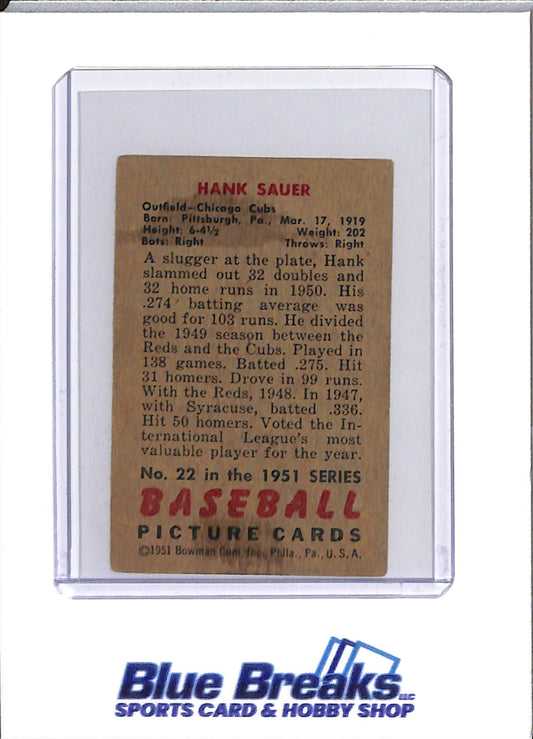 HANK SAUER
Outfield—Chicago Cubs
Born: Pittsburgh, Pa., Mar. 17, 1919
Height: 6-4½ Weight: 202
Bats: Right Throws: Right
A slugger at the plate, Hank
slammed out 32 doubles and
32 home runs in 1950. His
.274 batting average was
good for 103 runs. He divided
the 1949 season between the
Reds and the Cubs. Played in
138 games. Batted .275. Hit
31 homers. Drove in 99 runs.
With the Reds, 1948. In 1947,
with Syracuse, batted .336.
Hit 50 homers. Voted the In-
ternational League's most
valuable player for the year.
No. 22 in the 1951 SERIES
BASEBALL
PICTURE CARDS
©1951 Bowman Gum, Inc., Phila., Pa., U.S.A.
Blue Breaks LLC
SPORTS CARD & HOBBY SHOP